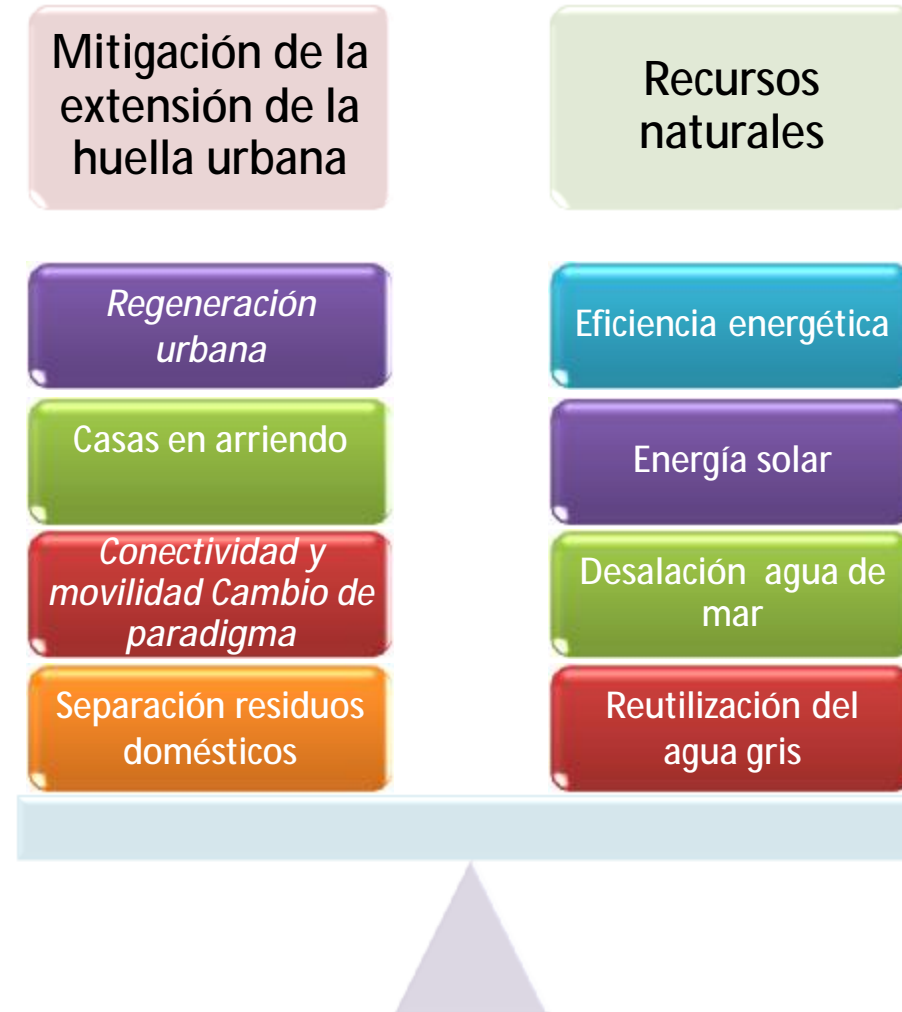 Mitigación de la
extensión de la
huella urbana
Regeneración
urbana
Casas en arriendo
Conectividad y
movilidad Cambio de
paradigma
Separación residuos
domésticos
Recursos
naturales
Eficiencia energética
Energía solar
Desalación agua de
mar
Reutilización del
agua gris